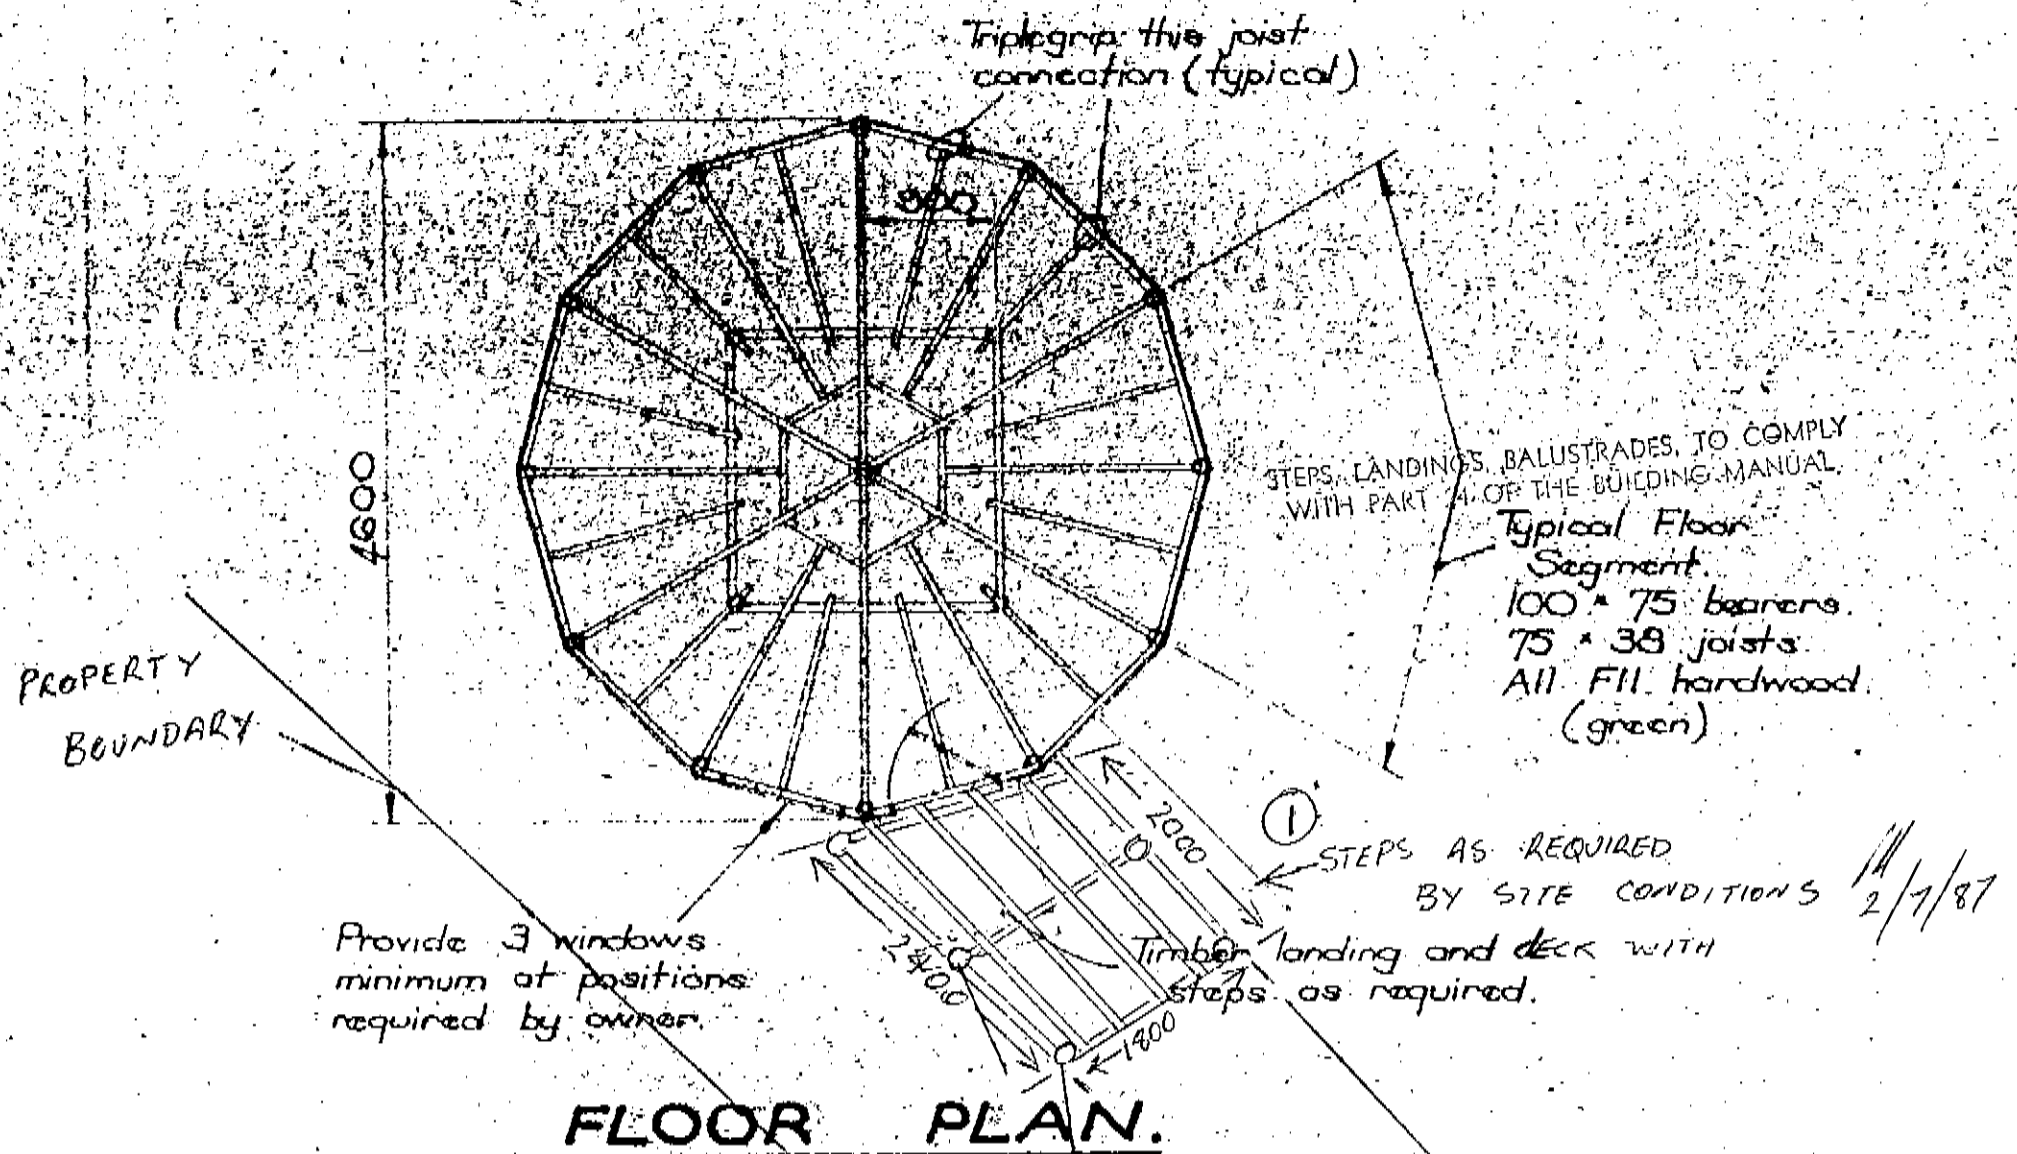 Triplegrip this joist
connection (typical)
900
4600
STEPS, LANDINGS, BALUSTRADES, TO COMPLY
WITH PART OF THE BUILDING MANUAL.
Typical Floor
Segment.
100 * 75 bearers.
75 * 38 joists.
All F11 hardwood.
(green)
PROPERTY
BOUNDARY
1
2000
STEPS AS REQUIRED
BY SITE CONDITIONS
2/7/87
Provide 3 windows
minimum at positions
required by owner.
2400
Timber landing and deck WITH
steps as required.
1800
FLOOR PLAN.